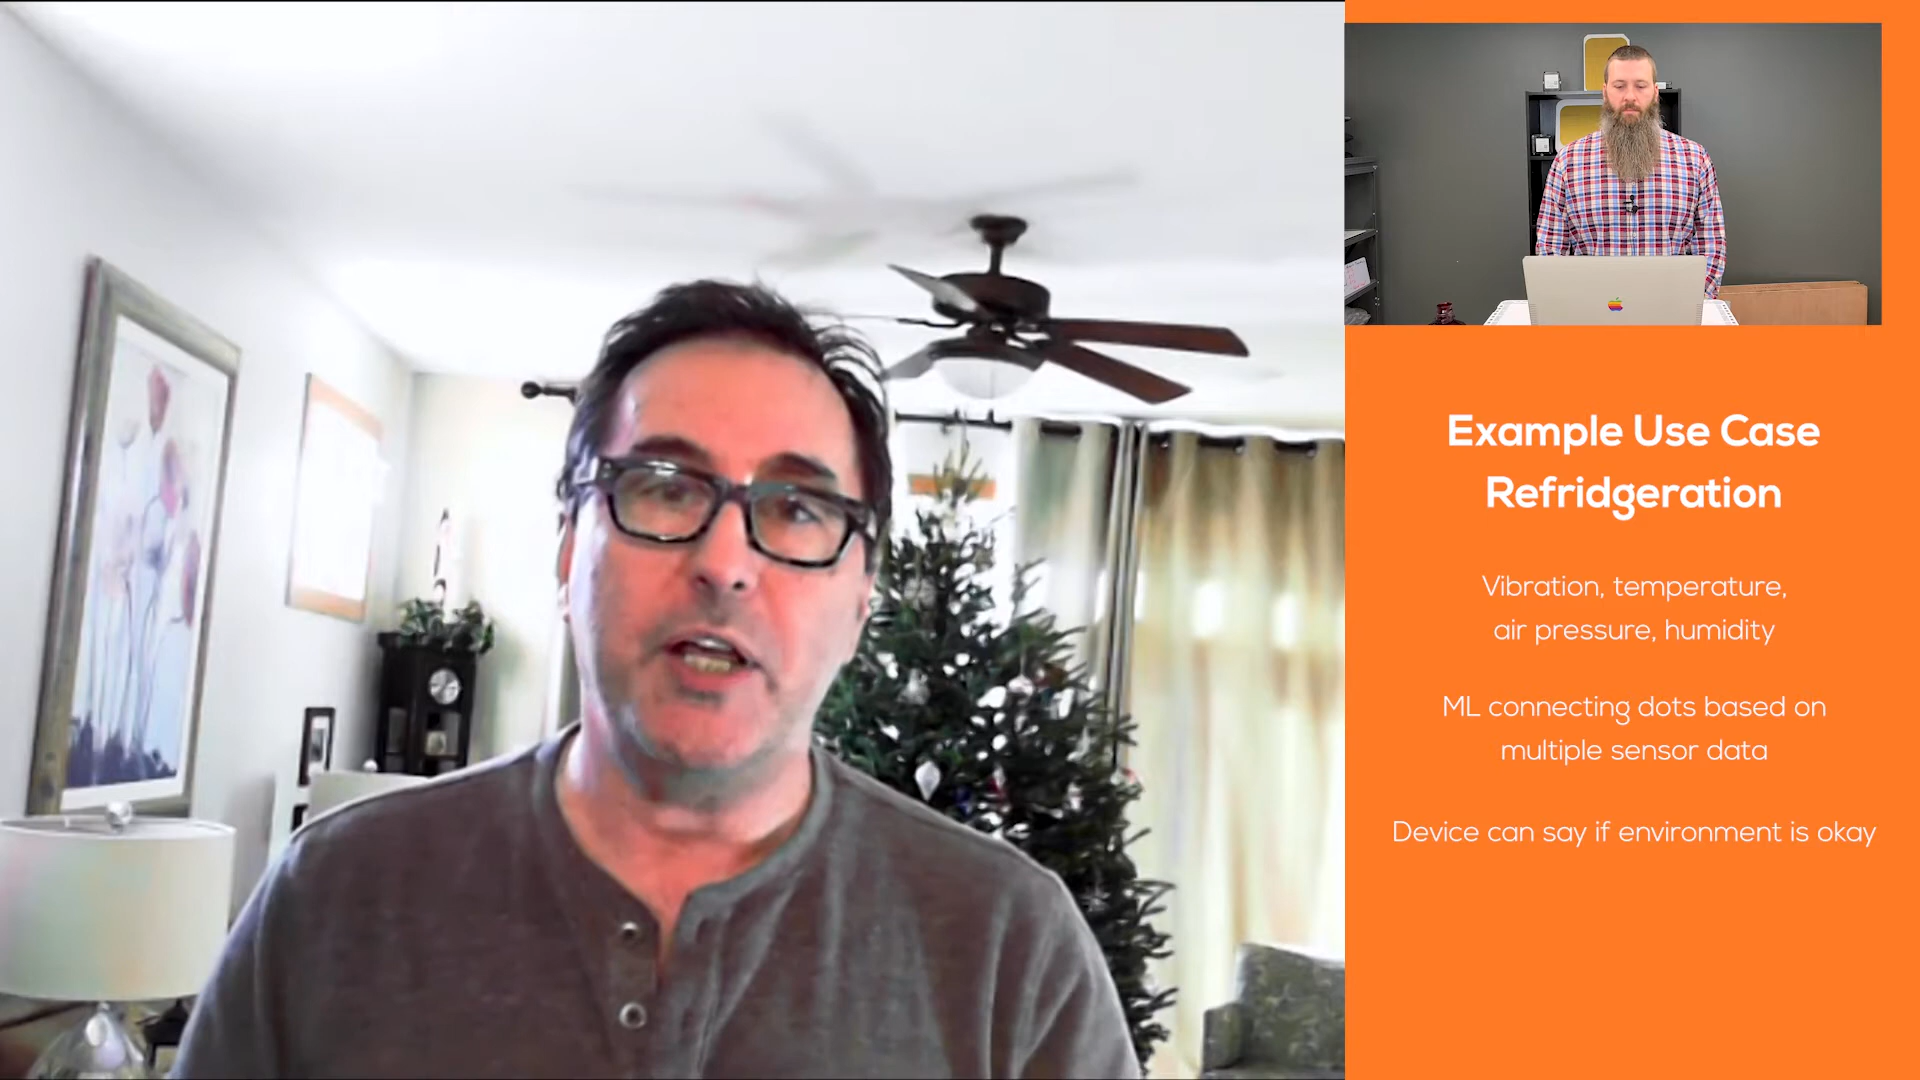 Example Use Case
Refridgeration
Vibration, temperature,
air pressure, humidity
ML connecting dots based on
multiple sensor data
Device can say if environment is okay